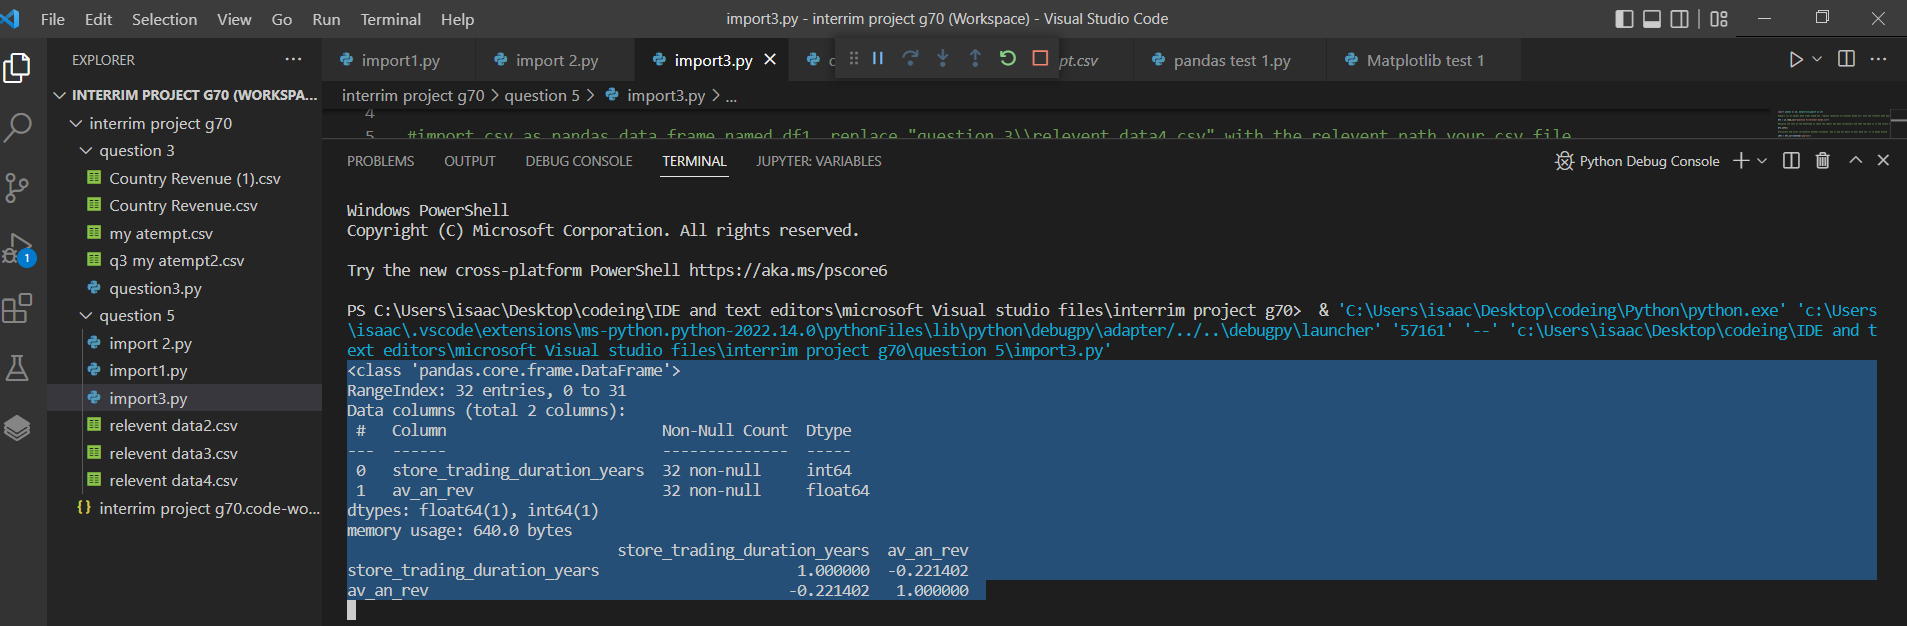 File Edit Selection View Go Run Terminal Help
import3.py - interrim project g70 (Workspace) - Visual Studio Code
EXPLORER
import1.py
import 2.py
import3.py
pt.csv
pandas test 1.py
Matplotlib test 1
INTERRIM PROJECT G70 (WORKSPA...
interrim project g70 > question 5 > import3.py > ...
interrim project g70
question 3
Country Revenue (1).csv
Country Revenue.csv
my atempt.csv
q3 my atempt2.csv
question3.py
question 5
import 2.py
import1.py
import3.py
relevent data2.csv
relevent data3.csv
relevent data4.csv
{} interrim project g70.code-wo...
1
4
5 #import csv as pandas data frame named df1, replace "question 3\\relevent data4.csv" with the relevent path your csv file
PROBLEMS OUTPUT DEBUG CONSOLE TERMINAL JUPYTER: VARIABLES
Python Debug Console
Windows PowerShell
Copyright (C) Microsoft Corporation. All rights reserved.
Try the new cross-platform PowerShell https://aka.ms/pscore6
PS C:\Users\isaac\Desktop\codeing\IDE and text editors\microsoft Visual studio files\interrim project g70> & 'C:\Users\isaac\Desktop\codeing\Python\python.exe' 'c:\Users
\isaac\.vscode\extensions\ms-python.python-2022.14.0\pythonFiles\lib\python\debugpy\adapter/../..\debugpy\launcher' '57161' '--' 'c:\Users\isaac\Desktop\codeing\IDE and t
ext editors\microsoft Visual studio files\interrim project g70\question 5\import3.py'
<class 'pandas.core.frame.DataFrame'>
RangeIndex: 32 entries, 0 to 31
Data columns (total 2 columns):
# Column Non-Null Count Dtype
--- ------ -------------- -----
0 store_trading_duration_years 32 non-null int64
1 av_an_rev 32 non-null float64
dtypes: float64(1), int64(1)
memory usage: 640.0 bytes
store_trading_duration_years av_an_rev
store_trading_duration_years 1.000000 -0.221402
av_an_rev -0.221402 1.000000